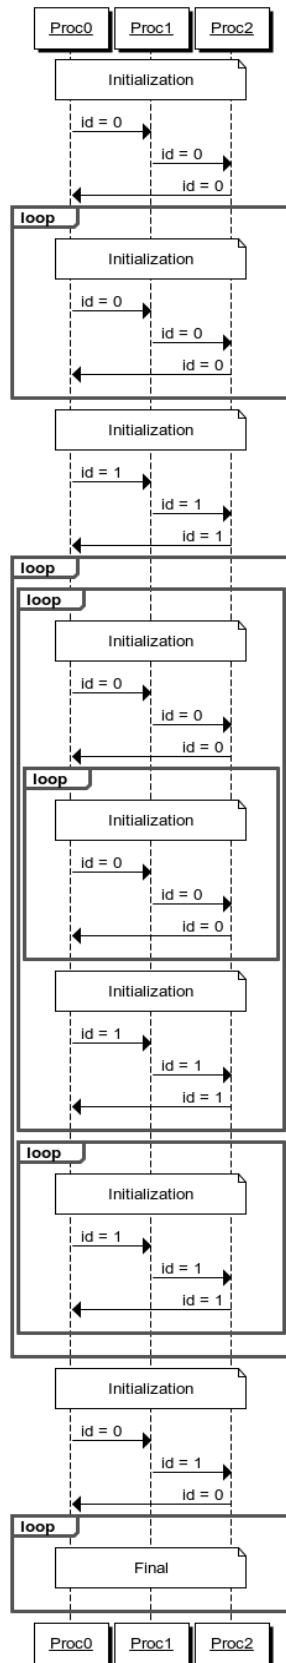 Proc0 Proc1 Proc2
Initialization
id = 0
id = 0
id = 0
loop
Initialization
id = 0
id = 0
id = 0
Initialization
id = 1
id = 1
id = 1
loop
loop
Initialization
id = 0
id = 0
id = 0
loop
Initialization
id = 0
id = 0
id = 0
Initialization
id = 1
id = 1
id = 1
loop
Initialization
id = 1
id = 1
id = 1
Initialization
id = 0
id = 1
id = 0
loop
Final
Proc0 Proc1 Proc2